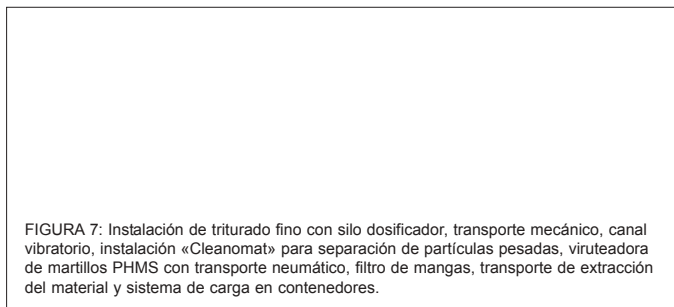 FIGURA 7: Instalación de triturado fino con silo dosificador, transporte mecánico, canal
vibratorio, instalación «Cleanomat» para separación de partículas pesadas, viruteadora
de martillos PHMS con transporte neumático, filtro de mangas, transporte de extracción
del material y sistema de carga en contenedores.